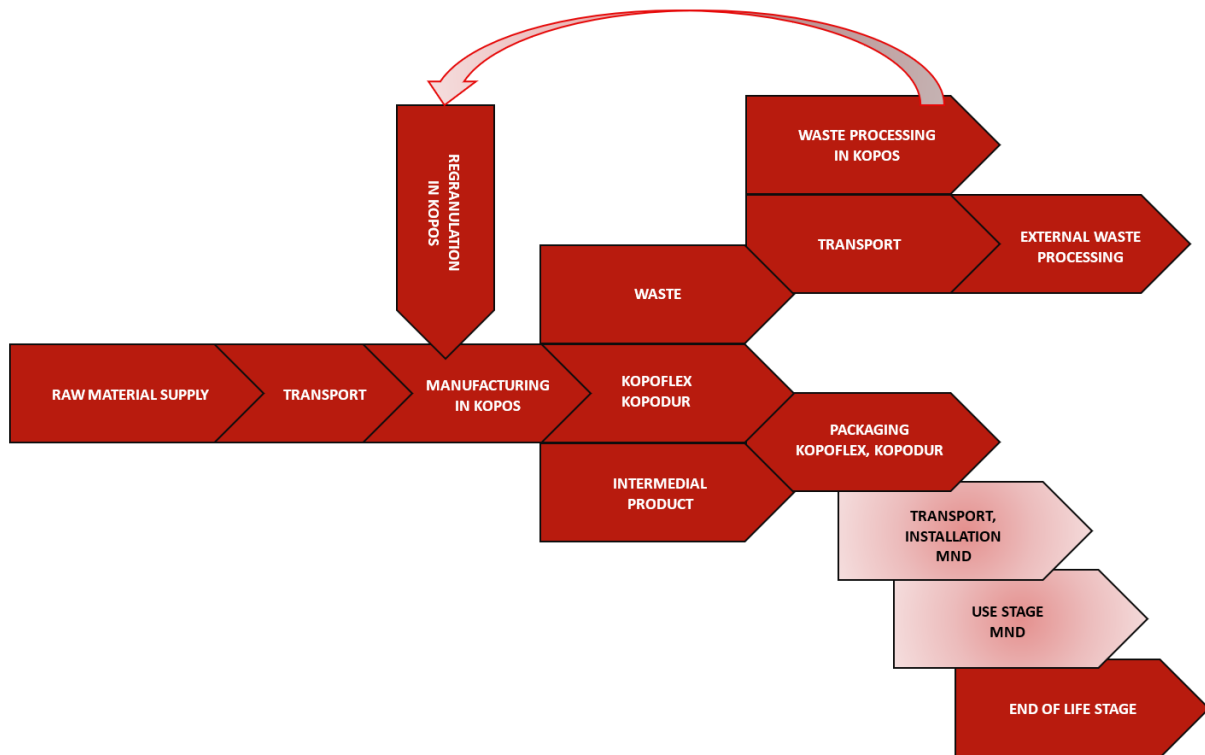 WASTE PROCESSING
IN KOPOS
REGRANULATION
IN KOPOS
TRANSPORT
EXTERNAL WASTE
PROCESSING
WASTE
RAW MATERIAL SUPPLY
TRANSPORT
MANUFACTURING
IN KOPOS
KOPOFLEX
KOPODUR
PACKAGING
KOPOFLEX, KOPODUR
INTERMEDIAL
PRODUCT
TRANSPORT,
INSTALLATION
MND
USE STAGE
MND
END OF LIFE STAGE